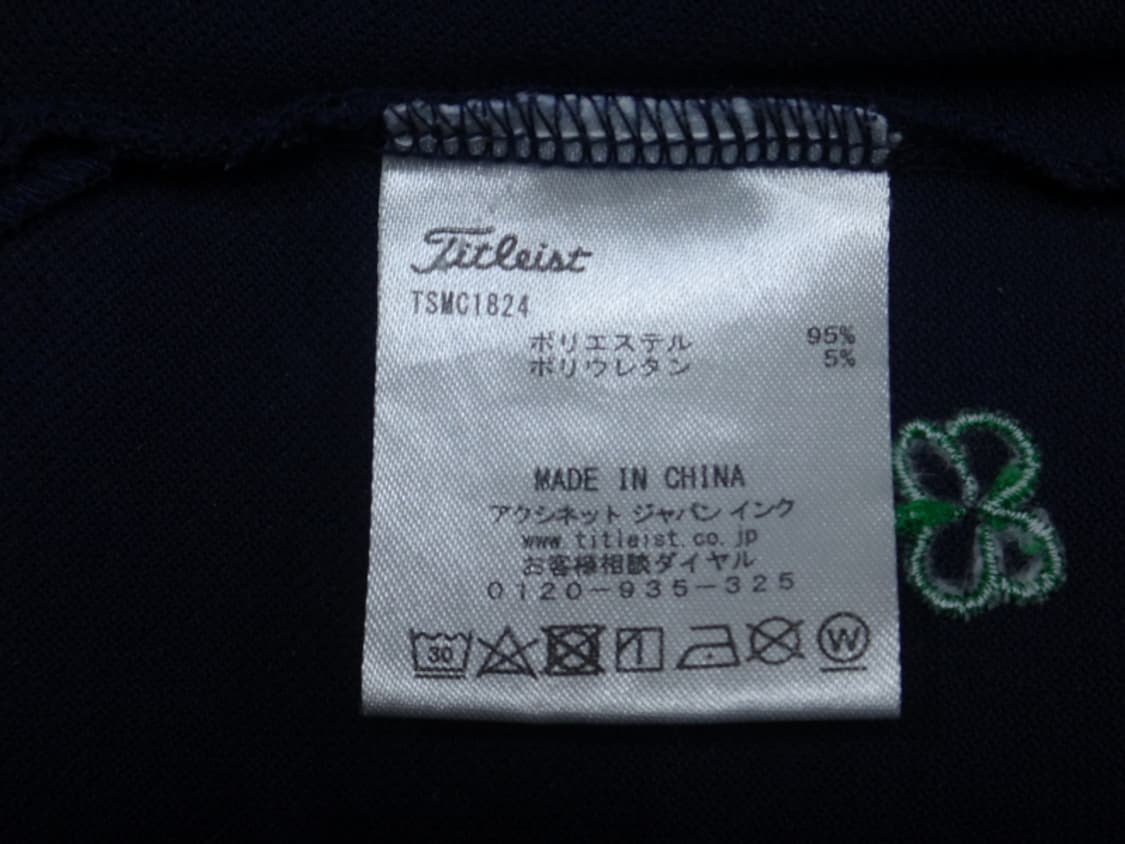 Titleist
TSMC1824
ポリエステル 95%
ポリウレタン 5%
MADE IN CHINA
アクシネット ジャパン インク
www.titleist.co.jp
お客様相談ダイヤル
0120-935-325
30
W